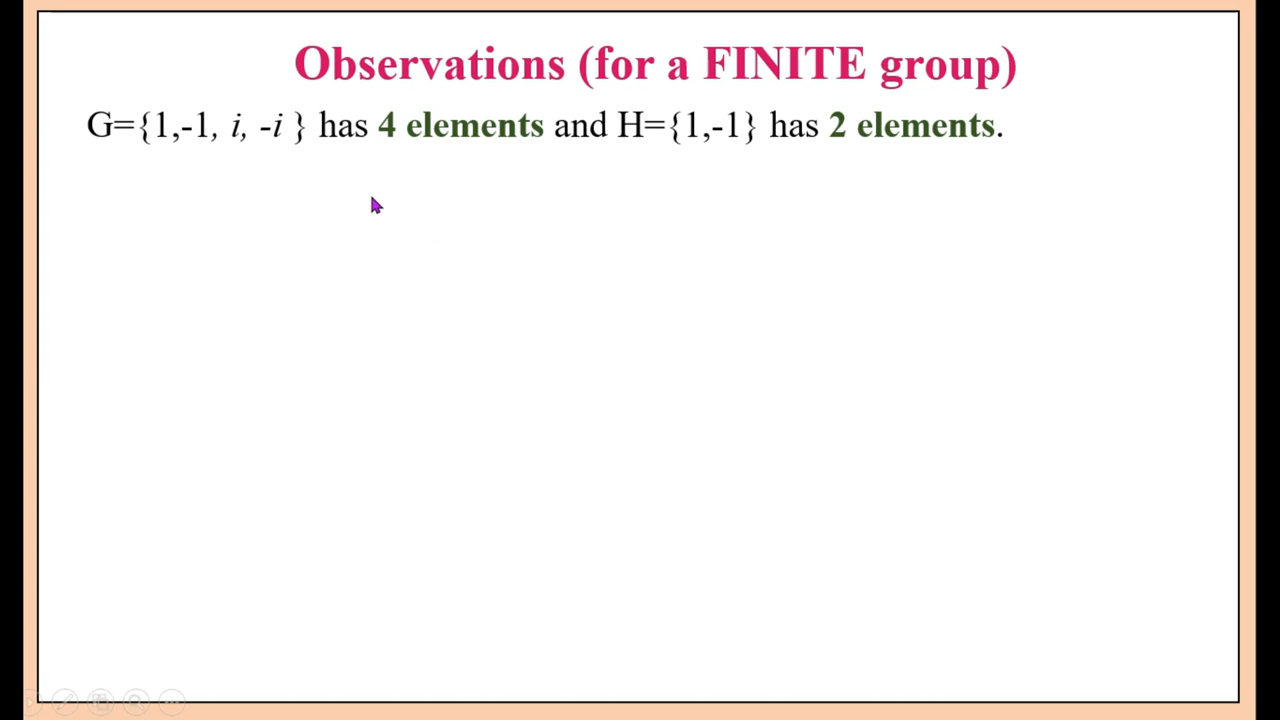 Observations (for a FINITE group)
G={1,-1, i, -i } has 4 elements and H={1,-1} has 2 elements.